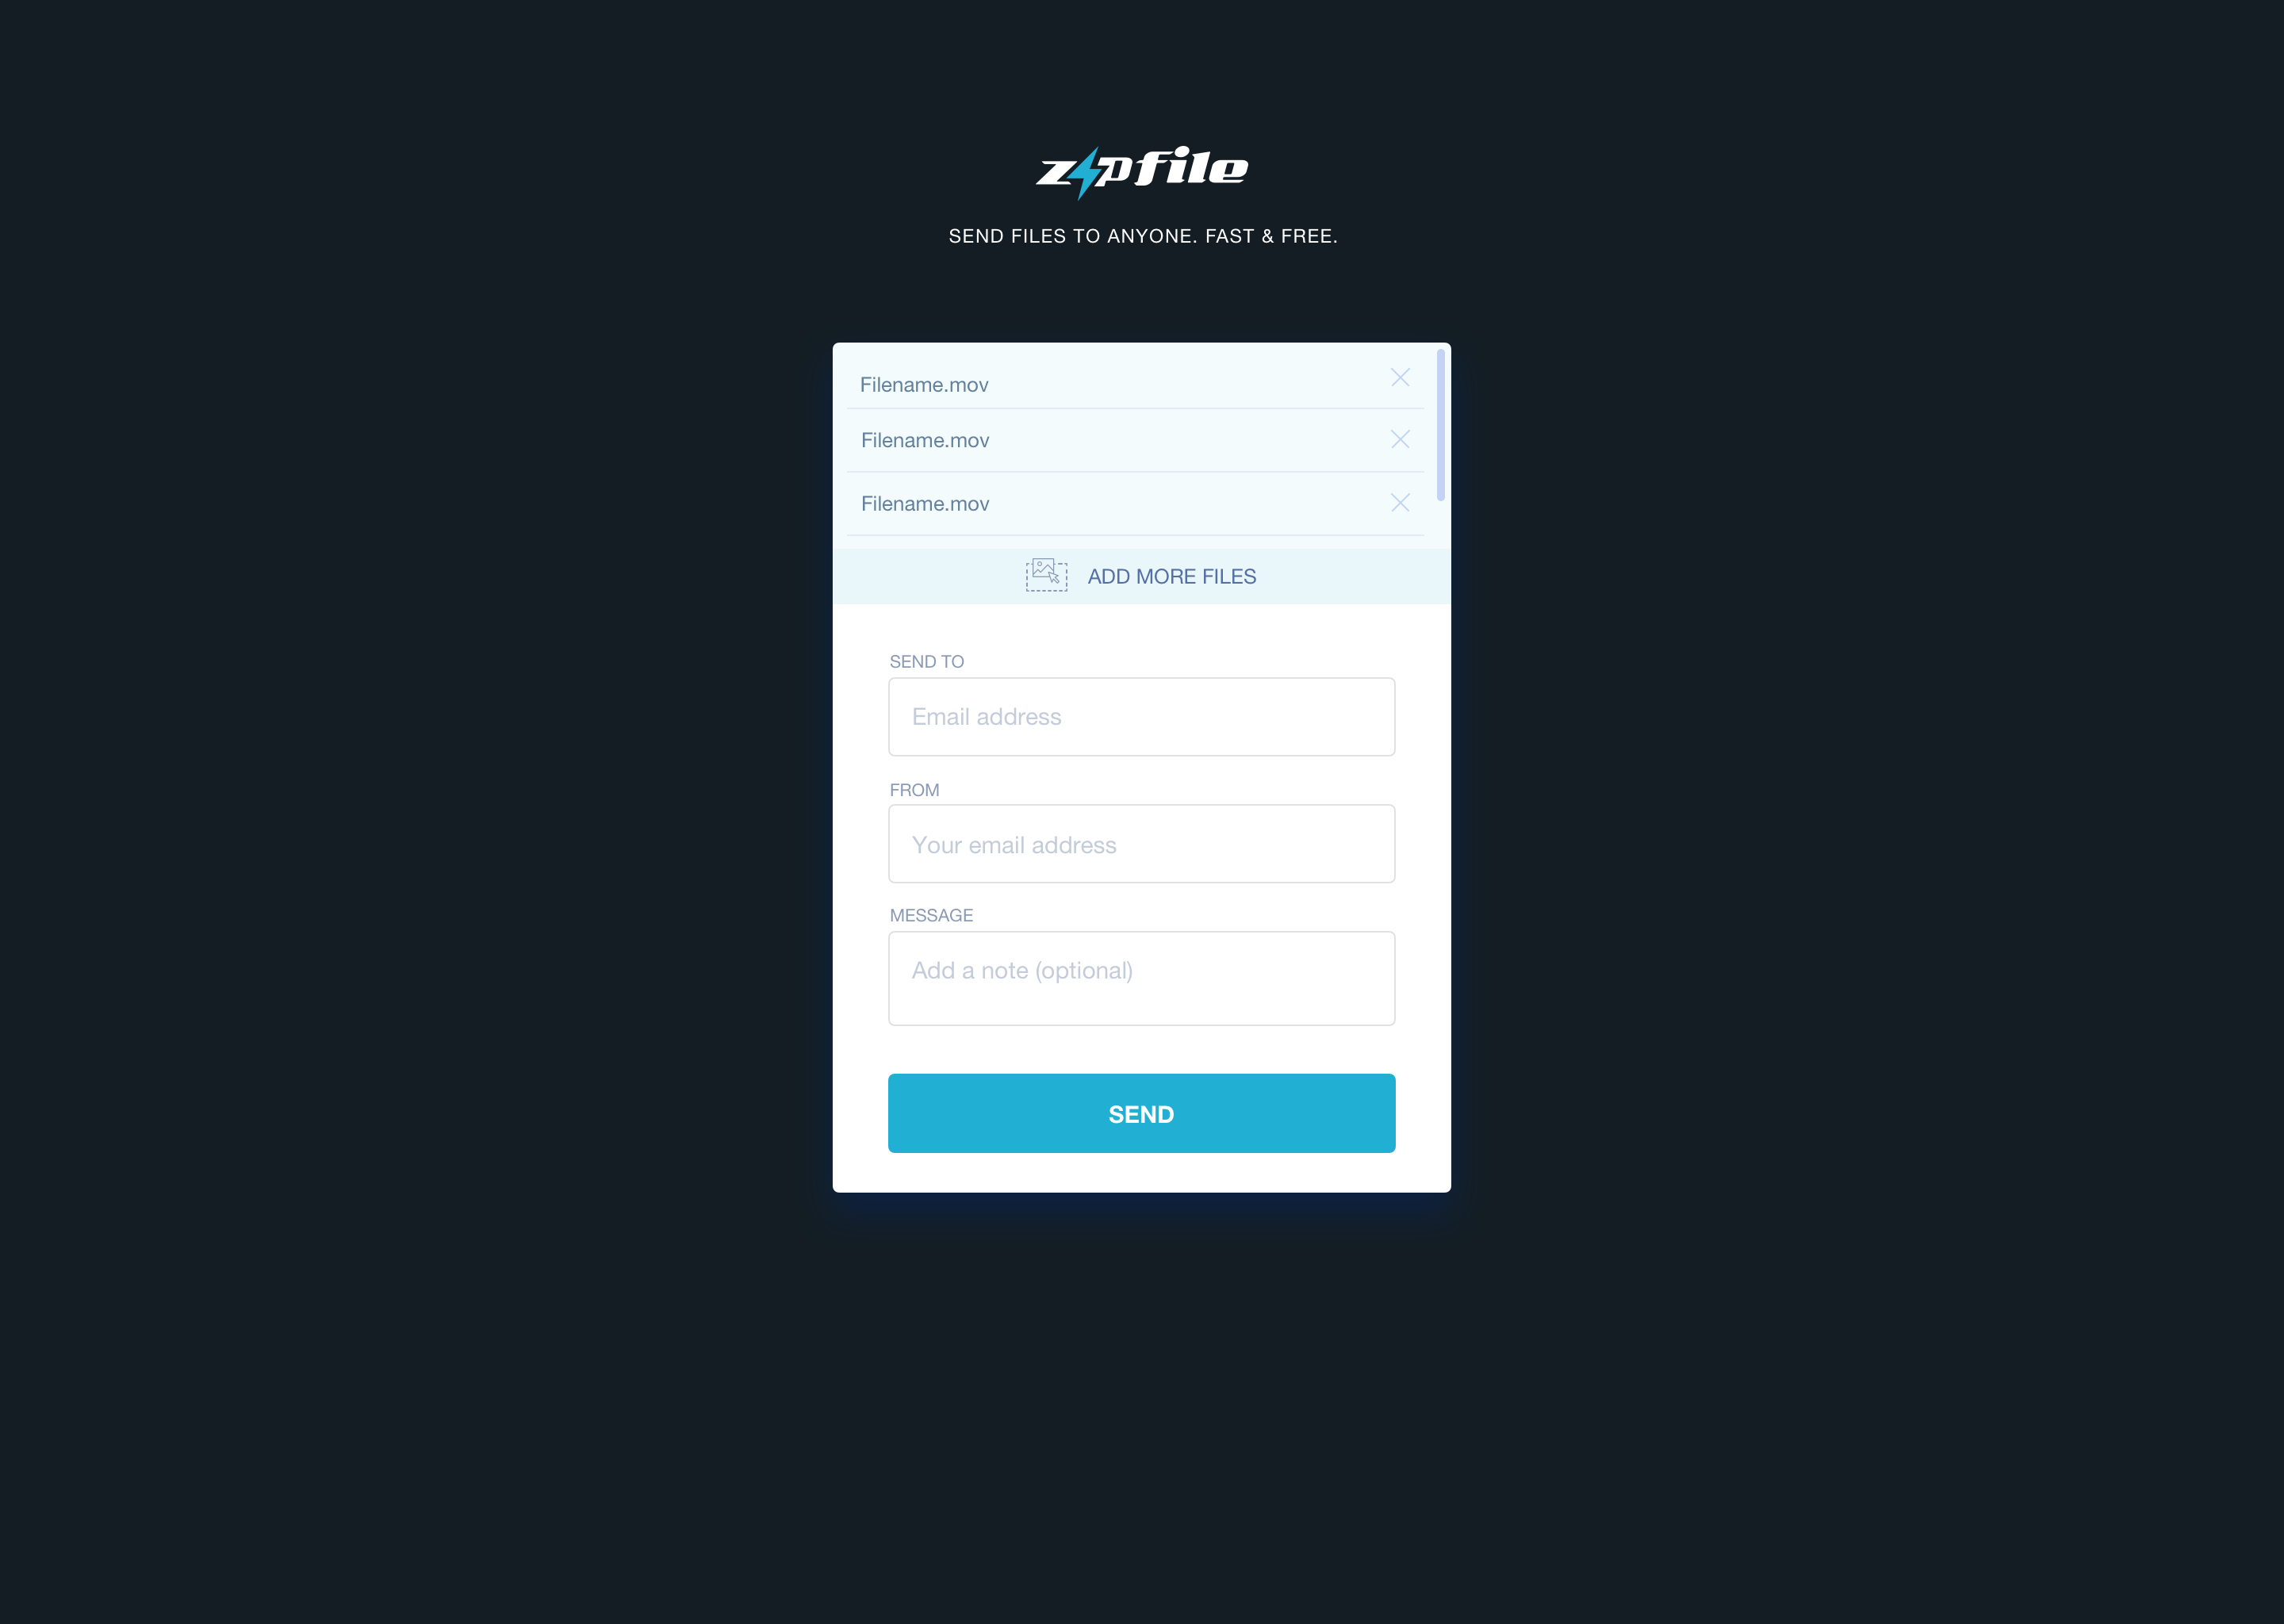 zipfile
SEND FILES TO ANYONE. FAST & FREE.
Filename.mov
Filename.mov
Filename.mov
ADD MORE FILES
SEND TO
Email address
FROM
Your email address
MESSAGE
Add a note (optional)
SEND